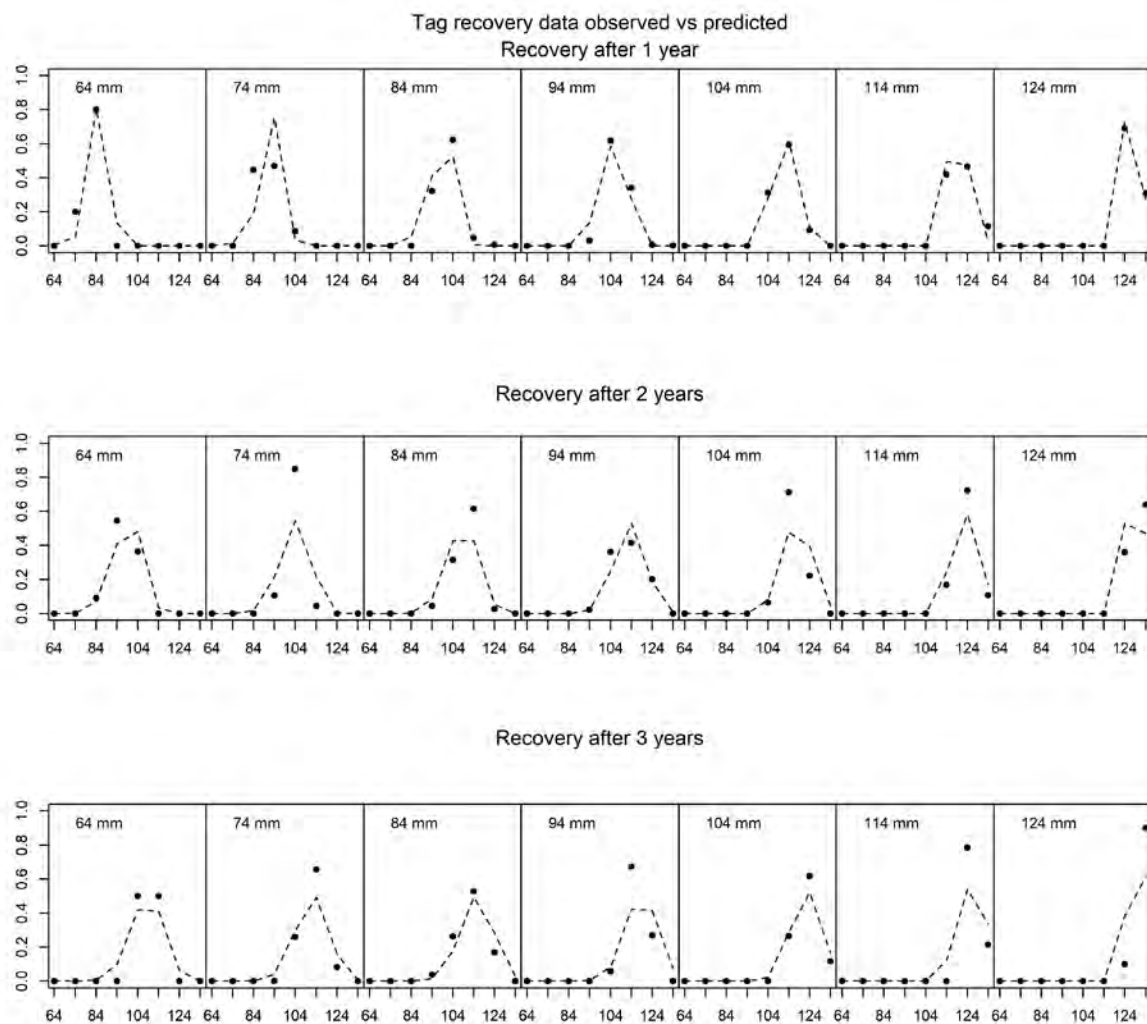 Tag recovery data observed vs predicted
Recovery after 1 year
64 mm 74 mm 84 mm 94 mm 104 mm 114 mm 124 mm
1.0
0.8
0.6
0.4
0.2
0.0
64 84 104 124 64 84 104 124 64 84 104 124 64 84 104 124 64 84 104 124 64 84 104 124 64 84 104 124
Recovery after 2 years
64 mm 74 mm 84 mm 94 mm 104 mm 114 mm 124 mm
1.0
0.8
0.6
0.4
0.2
0.0
64 84 104 124 64 84 104 124 64 84 104 124 64 84 104 124 64 84 104 124 64 84 104 124 64 84 104 124
Recovery after 3 years
64 mm 74 mm 84 mm 94 mm 104 mm 114 mm 124 mm
1.0
0.8
0.6
0.4
0.2
0.0
64 84 104 124 64 84 104 124 64 84 104 124 64 84 104 124 64 84 104 124 64 84 104 124 64 84 104 124